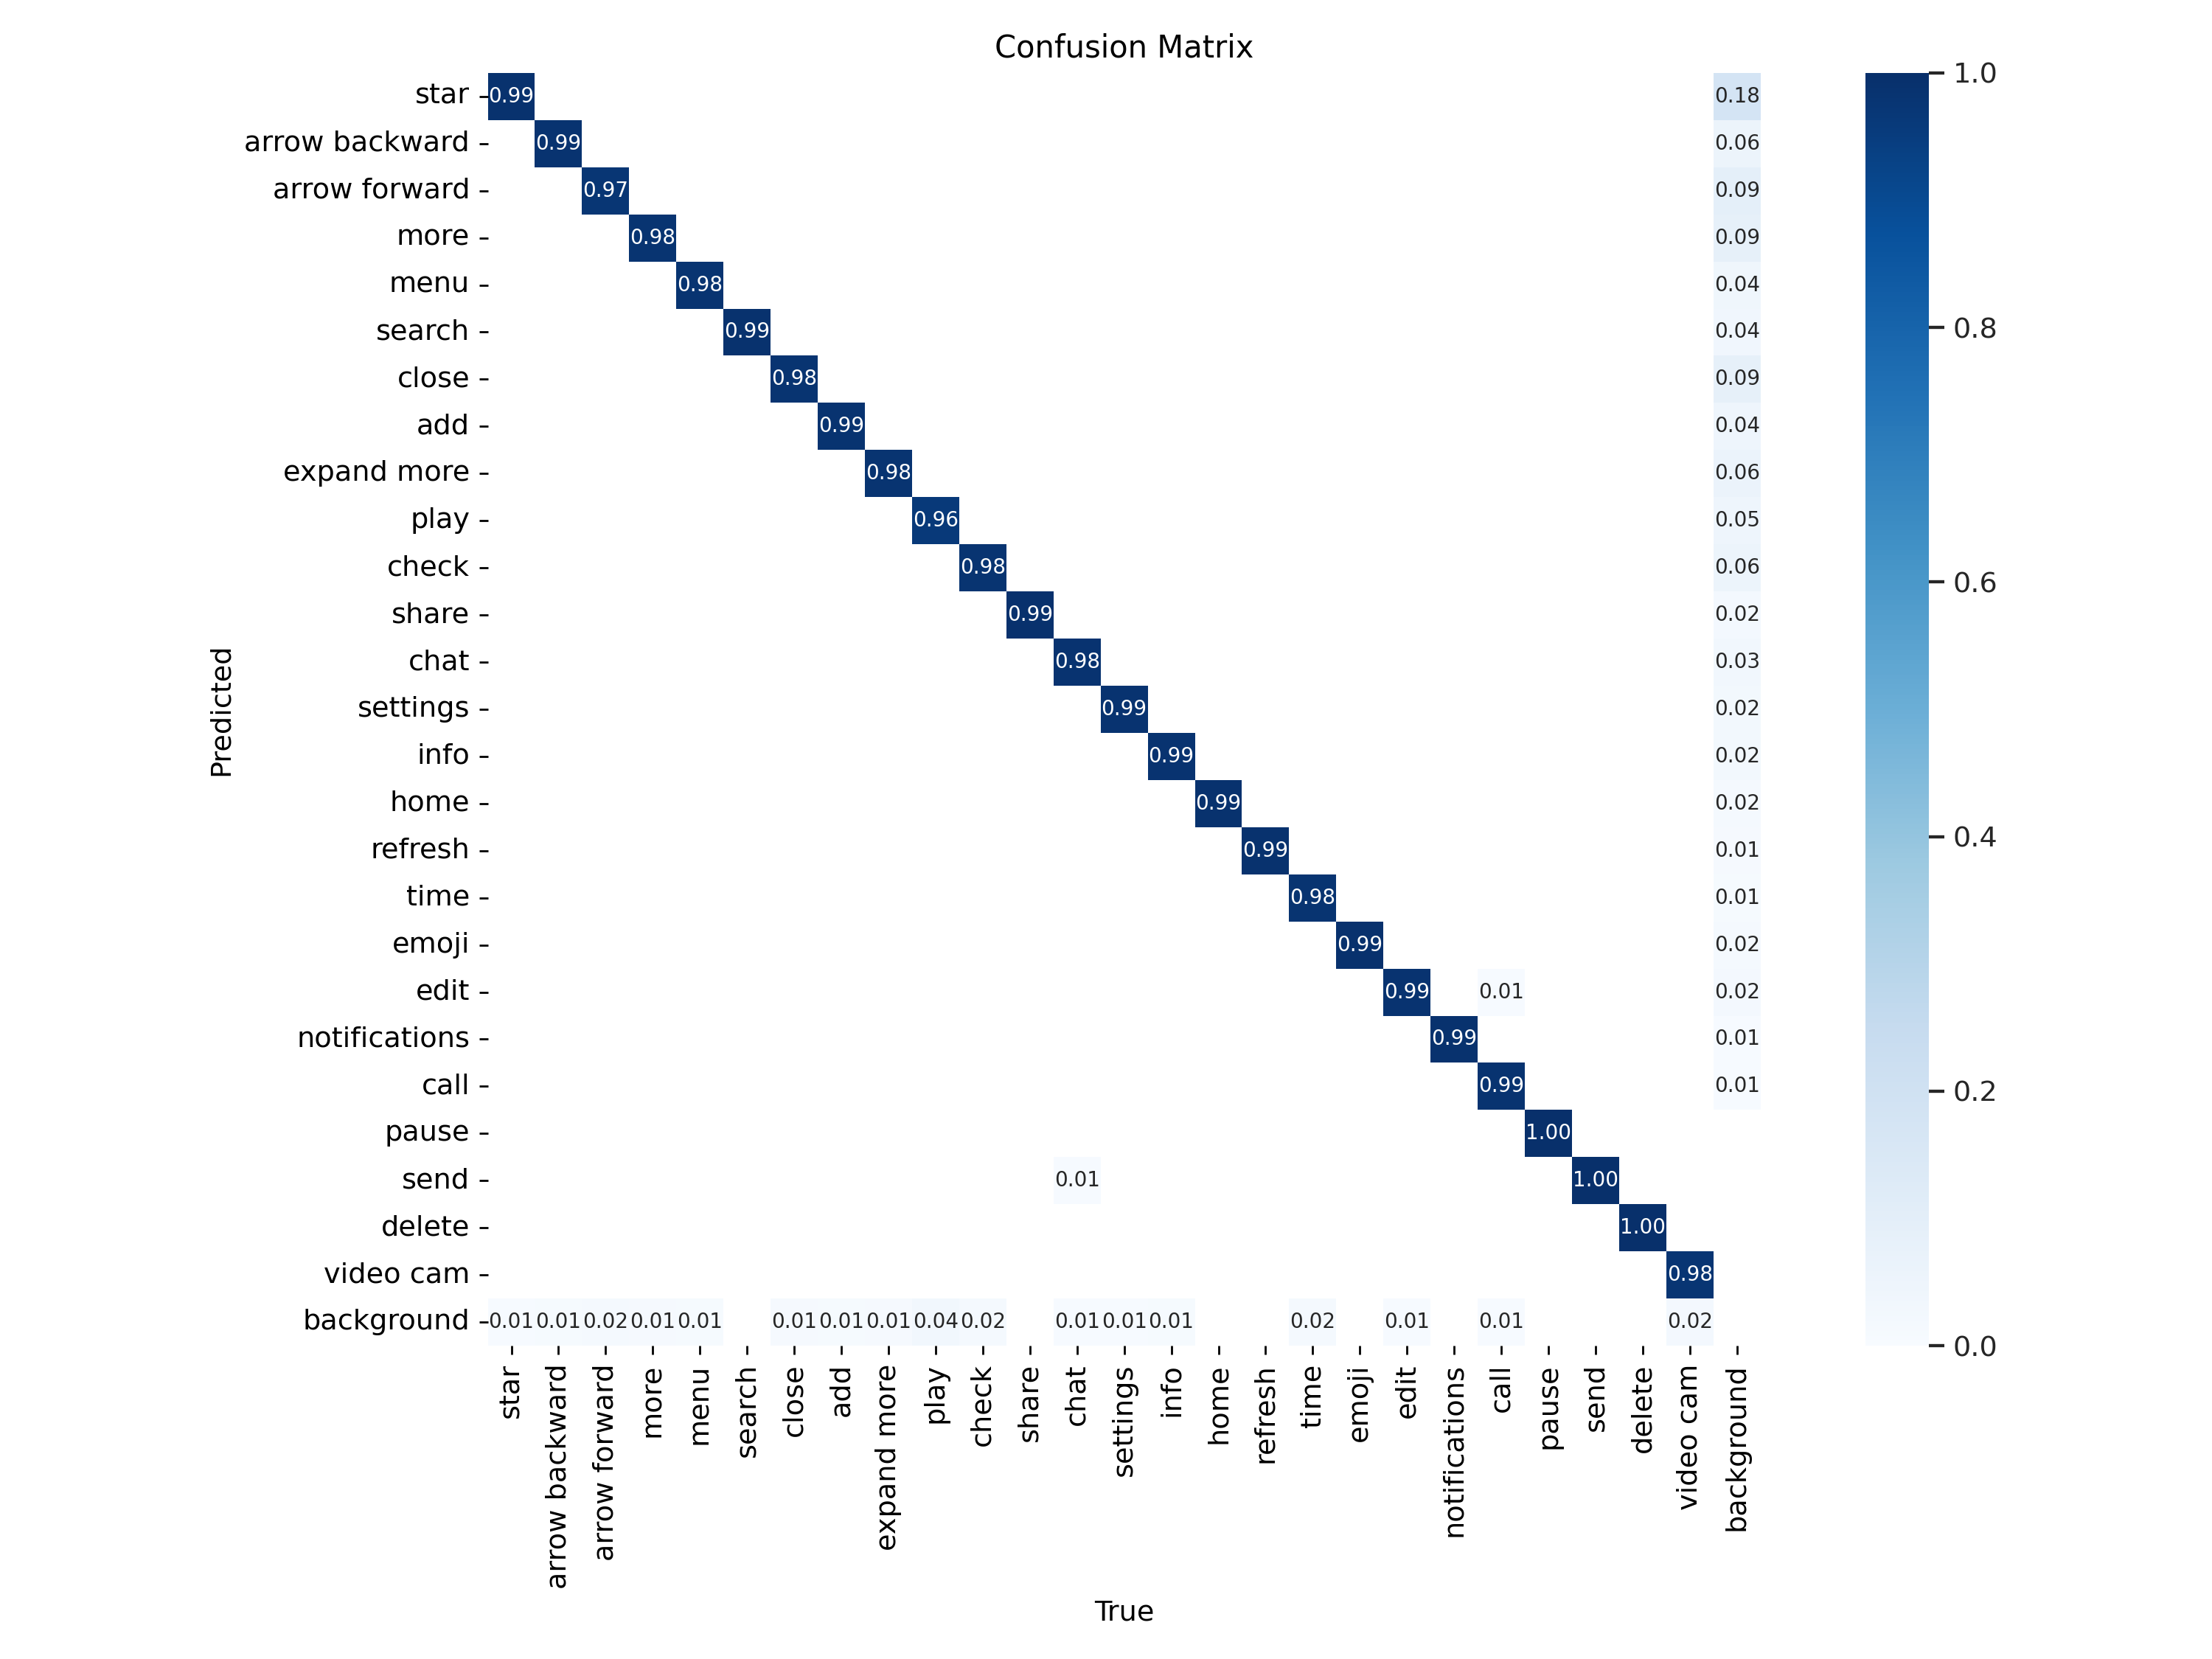 Confusion Matrix
star 0.99 0.18 1.0
arrow backward 0.99 0.06
arrow forward 0.97 0.09
more 0.98 0.09
menu 0.98 0.04
search 0.99 0.04 0.8
close 0.98 0.09
add 0.99 0.04
expand more 0.98 0.06
play 0.96 0.05
check 0.98 0.06 0.6
share 0.99 0.02
chat 0.98 0.03
Predicted
settings 0.99 0.02
info 0.99 0.02
home 0.99 0.02
refresh 0.99 0.01 0.4
time 0.98 0.01
emoji 0.99 0.02
edit 0.99 0.01 0.02
notifications 0.99 0.01
call 0.99 0.01 0.2
pause 1.00
send 0.01 1.00
delete 1.00
video cam 0.98
background 0.01 0.01 0.02 0.01 0.01 0.01 0.01 0.01 0.04 0.02 0.01 0.01 0.01 0.02 0.01 0.01 0.02 0.0
star arrow backward arrow forward more menu search close add expand more play check share chat settings info home refresh time emoji edit notifications call pause send delete video cam background
True